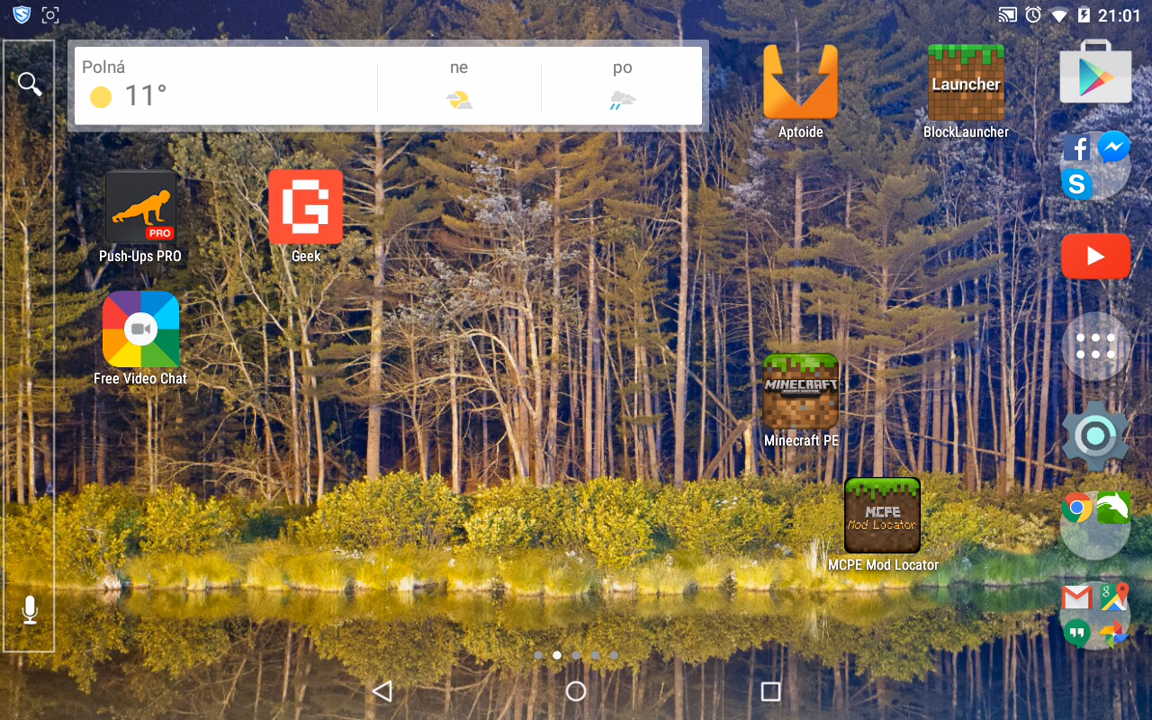 21:01
Polná
11°
ne
po
Aptoide
Launcher
BlockLauncher
f
S
PRO
Push-Ups PRO
G
Geek
Free Video Chat
MINECRAFT
Minecraft PE
MCPE
Mod Locator
MCPE Mod Locator